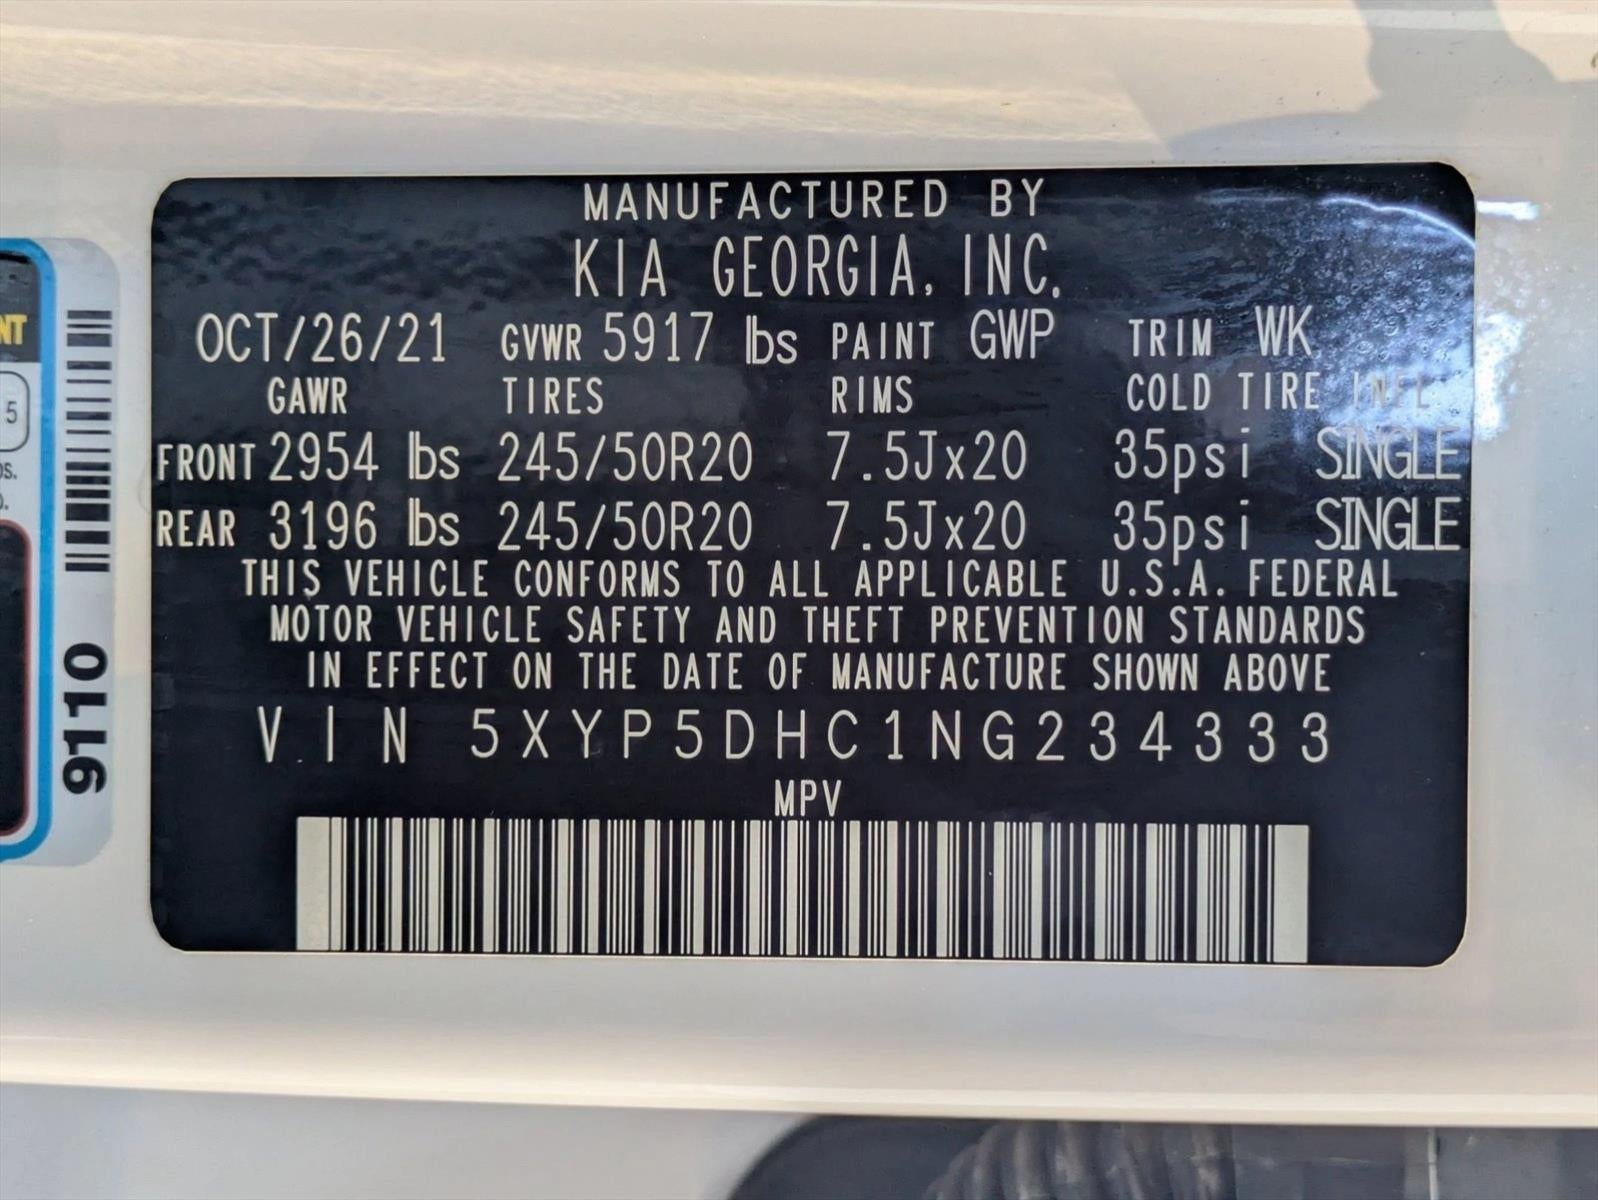 MANUFACTURED BY
KIA GEORGIA, INC.
OCT/26/21 GVWR 5917 lbs PAINT GWP TRIM WK
GAWR TIRES RIMS COLD TIRE INFL
FRONT 2954 lbs 245/50R20 7.5Jx20 35psi SINGLE
REAR 3196 lbs 245/50R20 7.5Jx20 35psi SINGLE
THIS VEHICLE CONFORMS TO ALL APPLICABLE U.S.A. FEDERAL
MOTOR VEHICLE SAFETY AND THEFT PREVENTION STANDARDS
IN EFFECT ON THE DATE OF MANUFACTURE SHOWN ABOVE
VIN 5XYP5DHC1NG234333
MPV
NT
5
9110